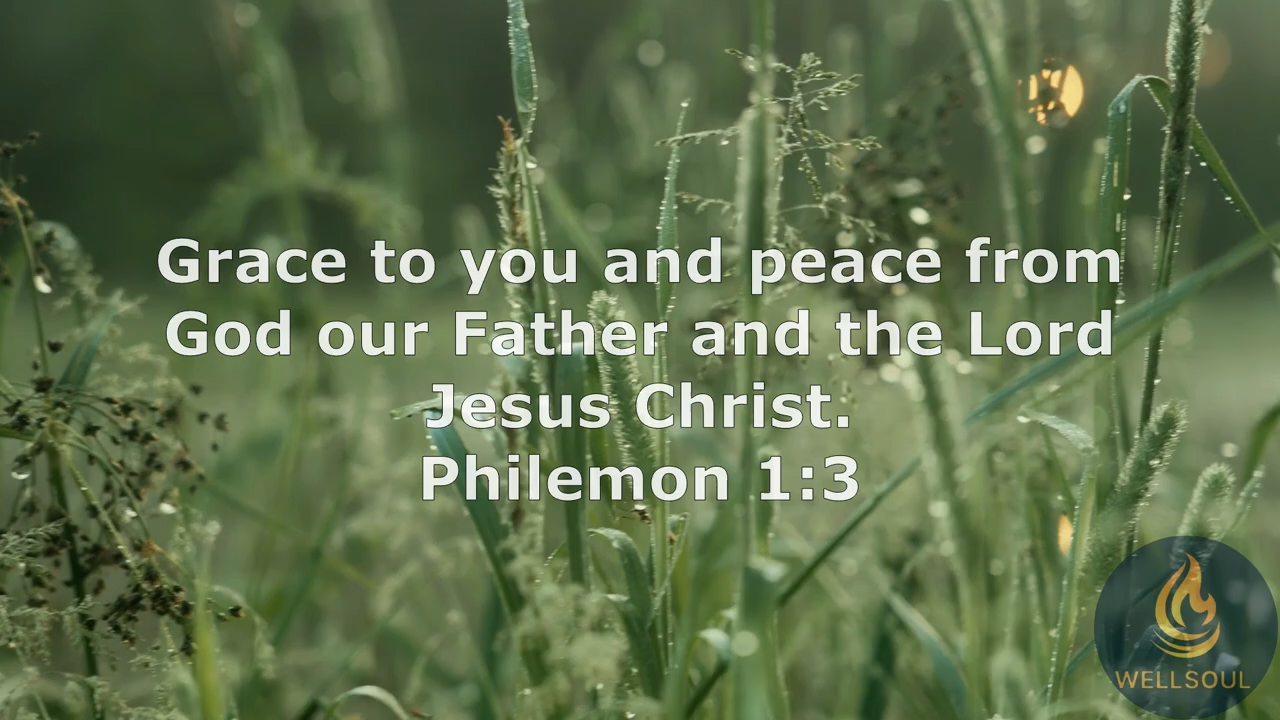 Grace to you and peace from
God our Father and the Lord
Jesus Christ.
Philemon 1:3
WELLSOUL